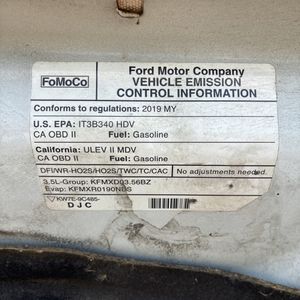 FoMoCo
Ford Motor Company
VEHICLE EMISSION
CONTROL INFORMATION
Conforms to regulations: 2019 MY
U.S. EPA: IT3B340 HDV
CA OBD II Fuel: Gasoline
California: ULEV II MDV
CA OBD II Fuel: Gasoline
DFI/WR-HO2S/HO2S/TWC/TC/CAC
No adjustments needed.
3.5L-Group: KFMXD03.56BZ
Evap: KFMXR0190NBS
KW7E-9C485-
DJC